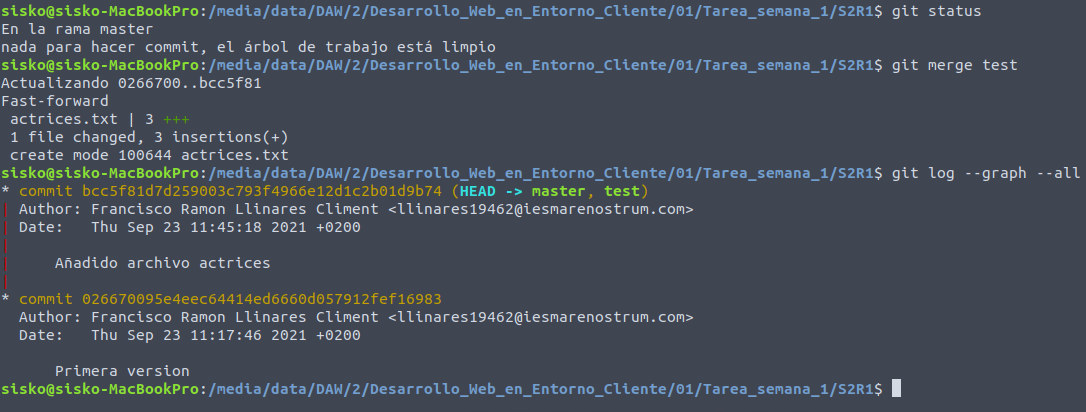 sisko@sisko-MacBookPro:/media/data/DAW/2/Desarrollo_Web_en_Entorno_Cliente/01/Tarea_semana_1/S2R1$ git status
En la rama master
nada para hacer commit, el árbol de trabajo está limpio
sisko@sisko-MacBookPro:/media/data/DAW/2/Desarrollo_Web_en_Entorno_Cliente/01/Tarea_semana_1/S2R1$ git merge test
Actualizando 0266700..bcc5f81
Fast-forward
 actrices.txt | 3 +++
 1 file changed, 3 insertions(+)
 create mode 100644 actrices.txt
sisko@sisko-MacBookPro:/media/data/DAW/2/Desarrollo_Web_en_Entorno_Cliente/01/Tarea_semana_1/S2R1$ git log --graph --all
* commit bcc5f81d7d259003c793f4966e12d1c2b01d9b74 (HEAD -> master, test)
| Author: Francisco Ramon Llinares Climent <llinares19462@iesmarenostrum.com>
| Date:   Thu Sep 23 11:45:18 2021 +0200
|
|     Añadido archivo actrices
|
* commit 026670095e4eec64414ed6660d057912fef16983
  Author: Francisco Ramon Llinares Climent <llinares19462@iesmarenostrum.com>
  Date:   Thu Sep 23 11:17:46 2021 +0200

      Primera version
sisko@sisko-MacBookPro:/media/data/DAW/2/Desarrollo_Web_en_Entorno_Cliente/01/Tarea_semana_1/S2R1$